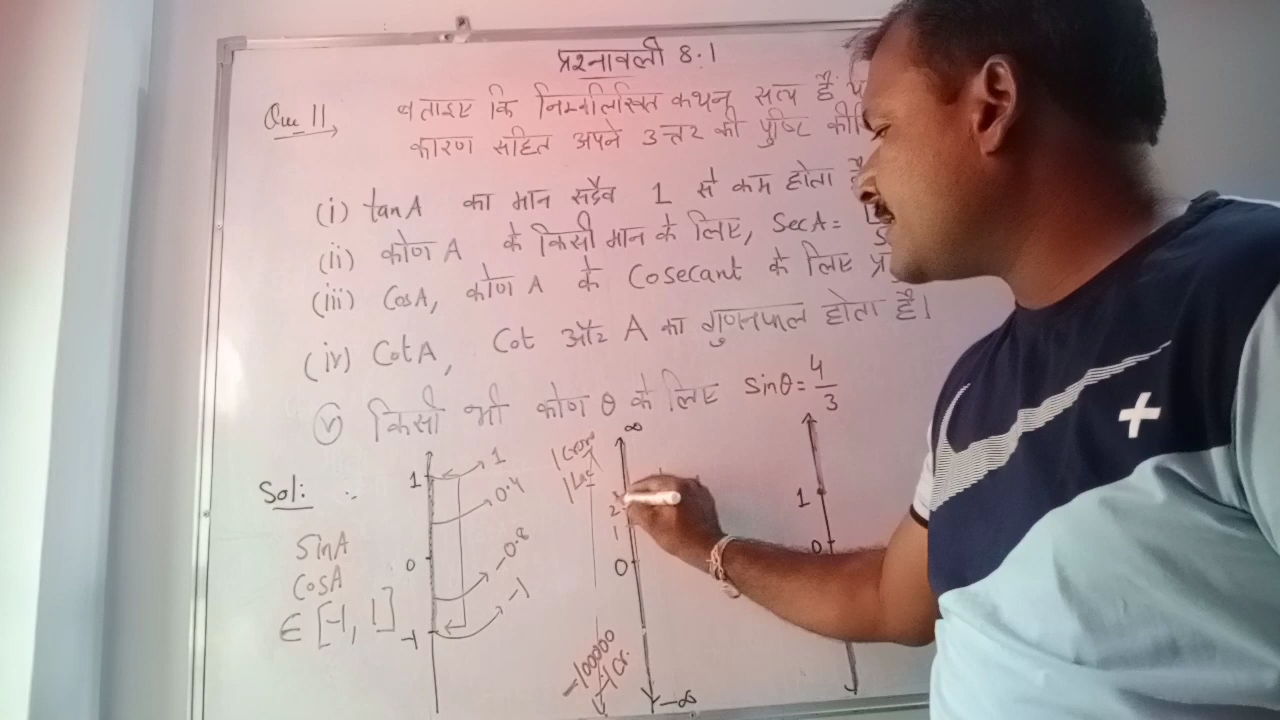 प्रश्नावली 8.1
Que 11 बताइए कि निम्नलिखित कथन सत्य हैं
कारण सहित अपने उत्तर की पुष्टि
(i) tanA का मान सदैव 1 से कम होता
(ii) कोण A के किसी मान के लिए, SecA=
(iii) CosA, कोण A के Cosecant के लिए
(iv) CotA, Cot और A का गुणनफल होता है।
(v) किसी भी कोण θ के लिए sinθ = 4/3
Sol:
SinA
CosA
∈ [-1, 1]
1
0
-1
1
0.4
-0.8
-1
∞
1
0
-100000
-1Cr.
-∞
1
0